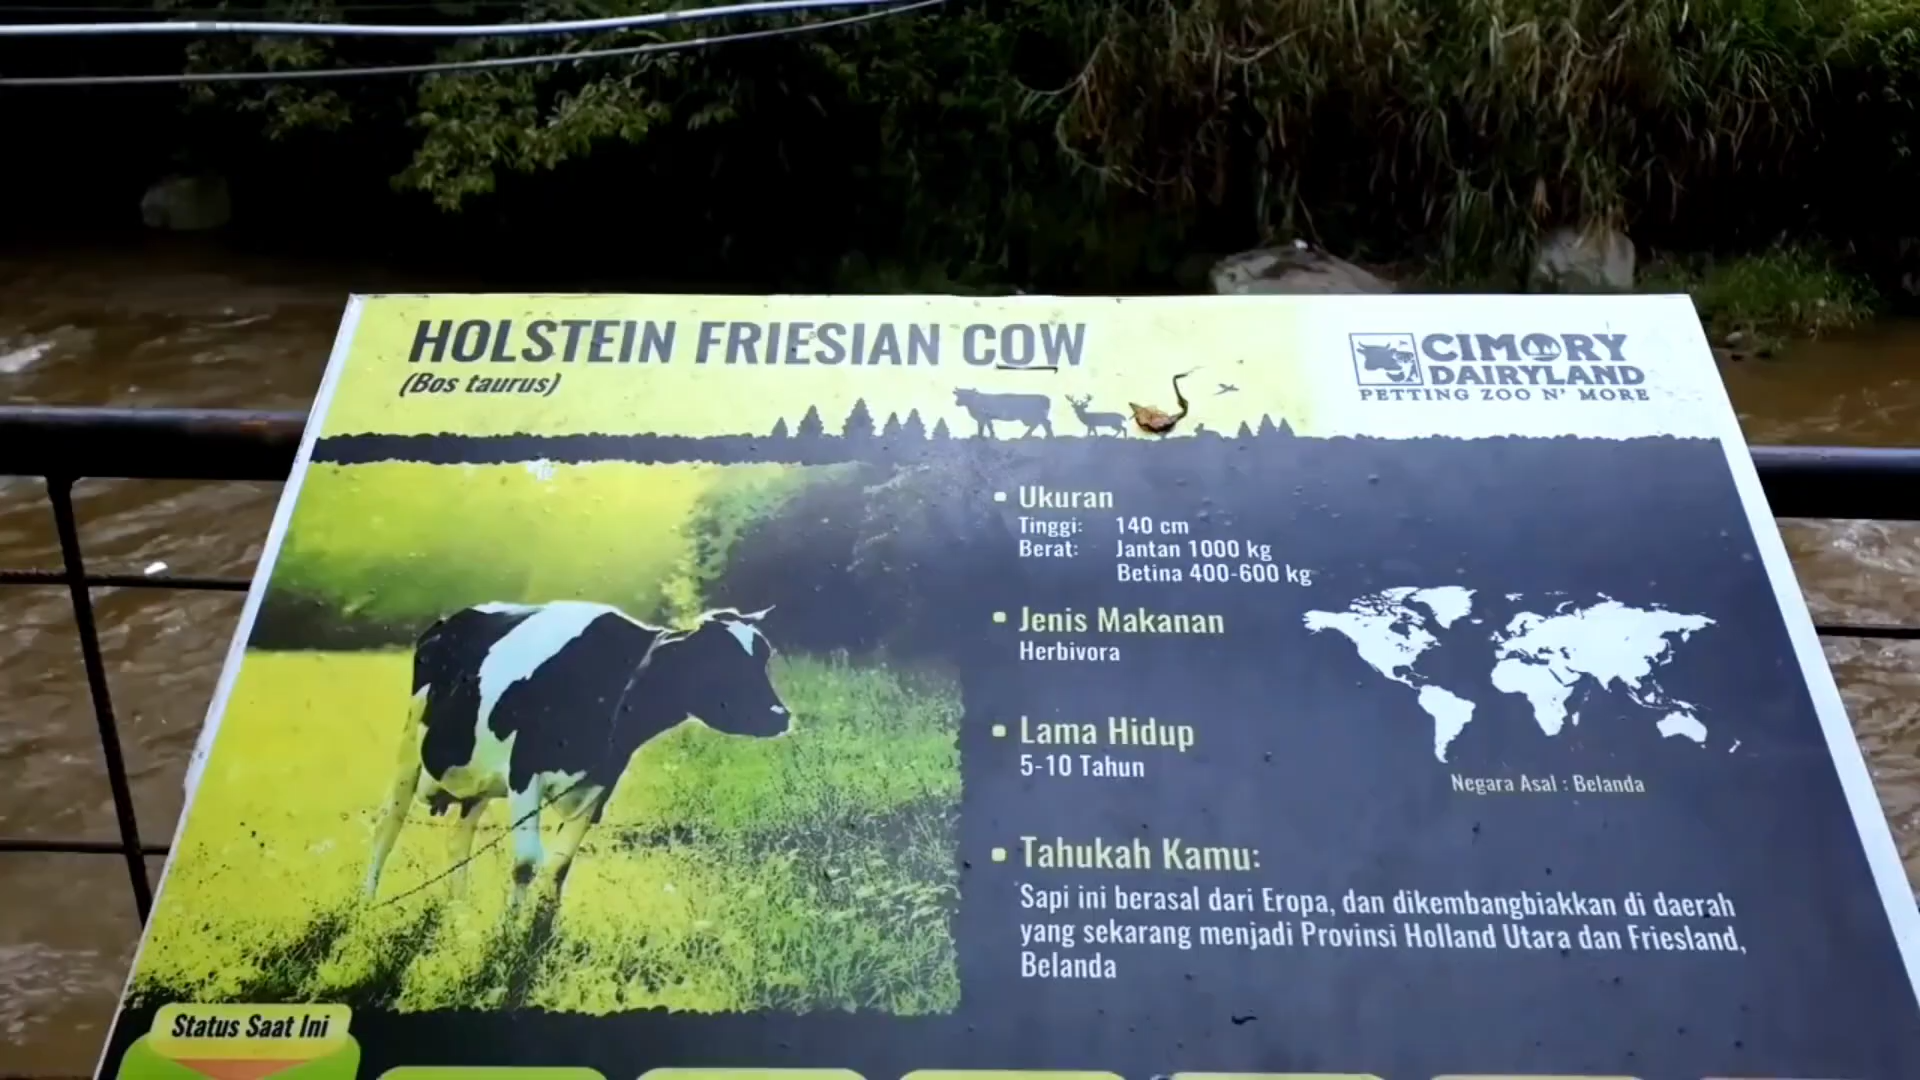 HOLSTEIN FRIESIAN COW
(Bos taurus)
CIMORY
DAIRYLAND
PETTING ZOO N' MORE
• Ukuran
Tinggi: 140 cm
Berat: Jantan 1000 kg
Betina 400-600 kg
• Jenis Makanan
Herbivora
• Lama Hidup
5-10 Tahun
Negara Asal : Belanda
• Tahukah Kamu:
Sapi ini berasal dari Eropa, dan dikembangbiakkan di daerah
yang sekarang menjadi Provinsi Holland Utara dan Friesland,
Belanda
Status Saat Ini